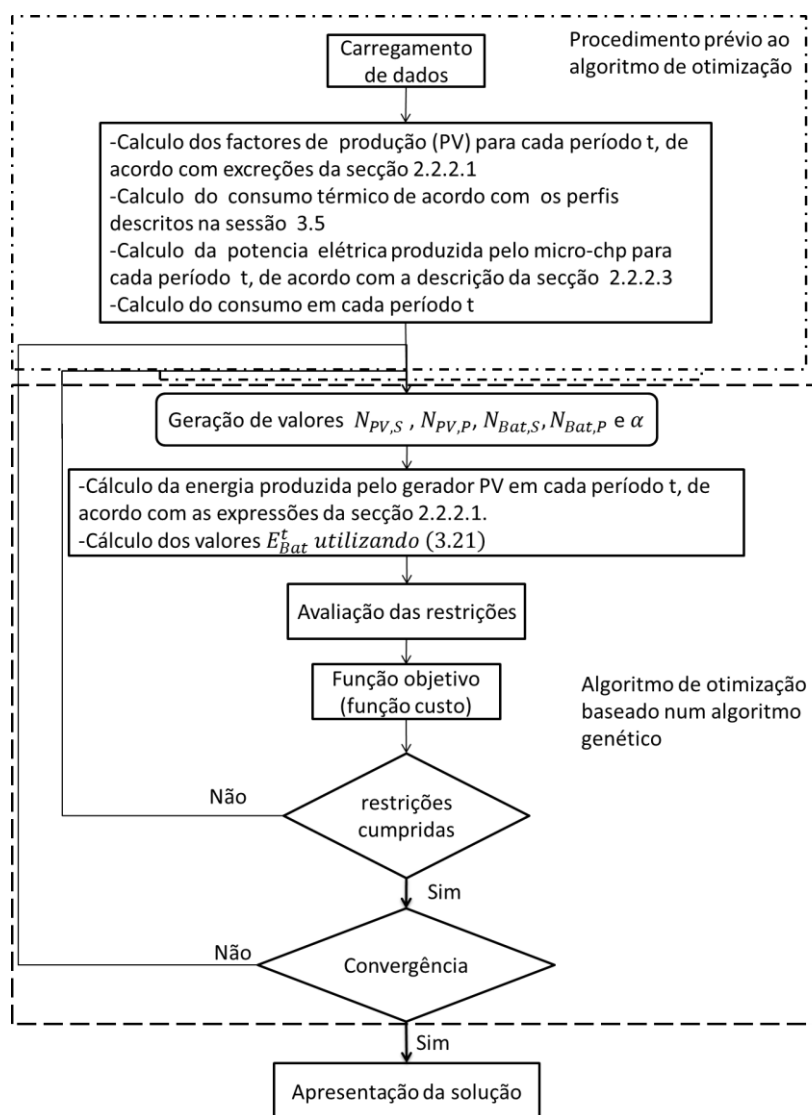 Carregamento
de dados
Procedimento prévio ao
algoritmo de otimização
-Calculo dos factores de produção (PV) para cada período t, de
acordo com excreções da secção 2.2.2.1
-Calculo do consumo térmico de acordo com os perfis
descritos na sessão 3.5
-Calculo da potencia elétrica produzida pelo micro-chp para
cada período t, de acordo com a descrição da secção 2.2.2.3
-Calculo do consumo em cada período t
Geração de valores N_{PV,S} , N_{PV,P}, N_{Bat,S}, N_{Bat,P} e α
-Cálculo da energia produzida pelo gerador PV em cada período t, de
acordo com as expressões da secção 2.2.2.1.
-Cálculo dos valores E_{Bat}^{t} utilizando (3.21)
Avaliação das restrições
Função objetivo
(função custo)
Algoritmo de otimização
baseado num algoritmo
genético
Não
restrições
cumpridas
Sim
Não
Convergência
Sim
Apresentação da solução